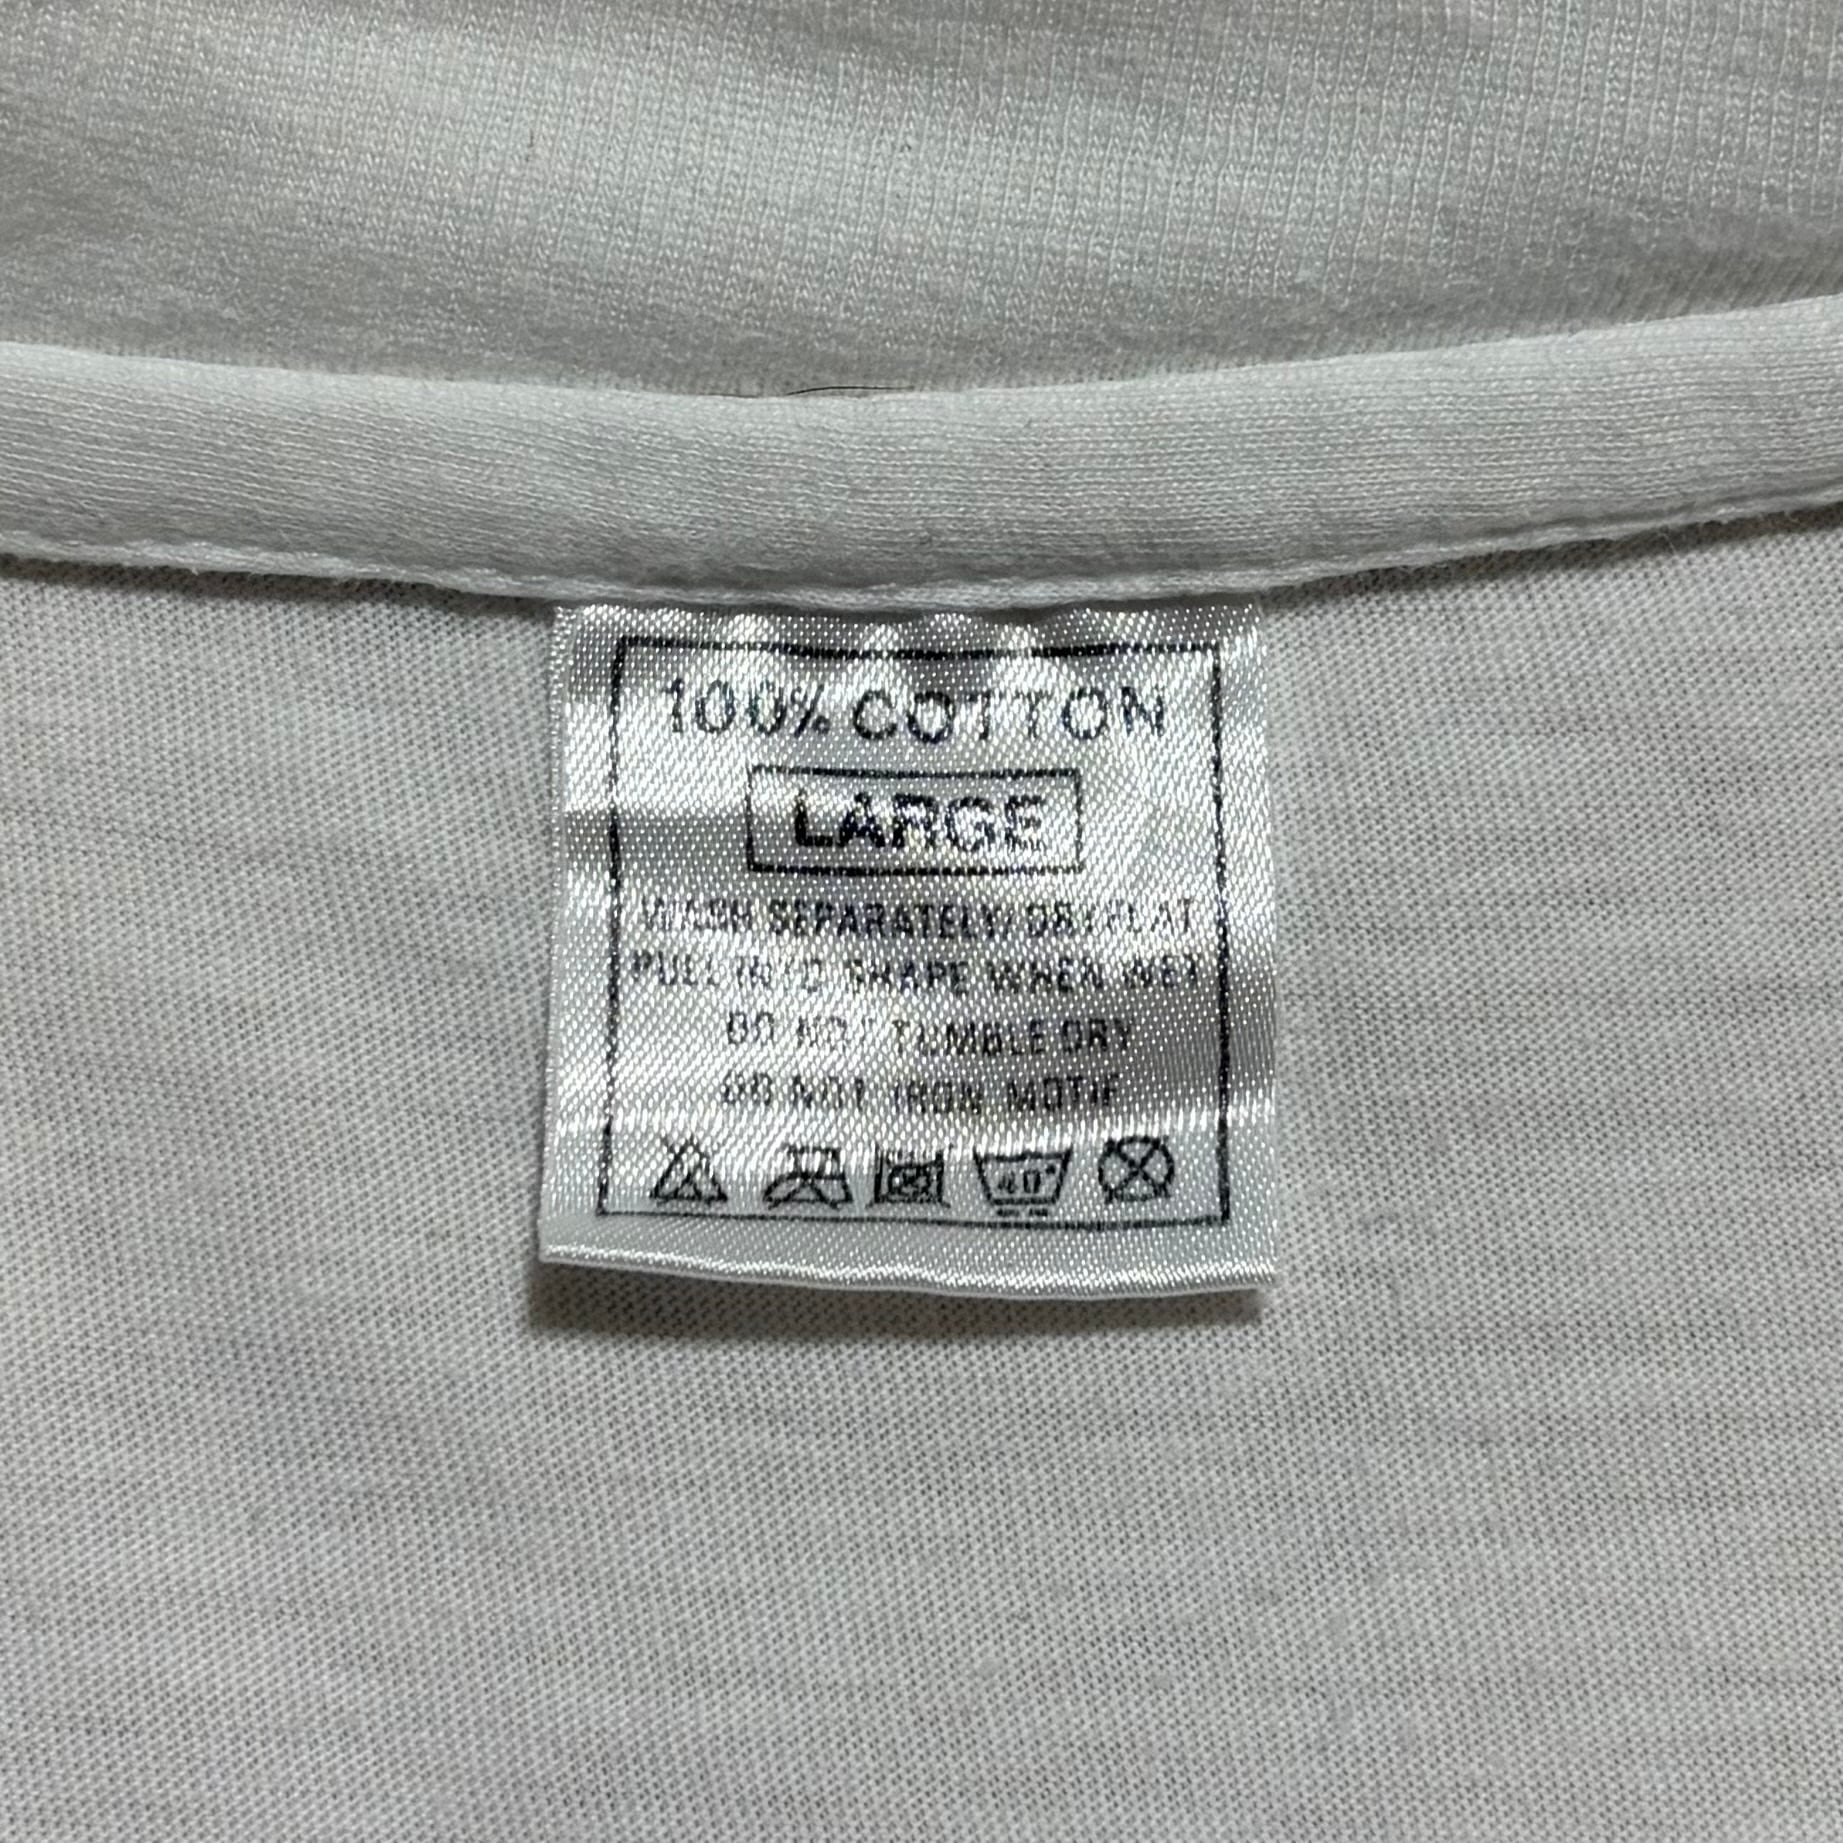 100% COTTON
LARGE
WASH SEPARATELY/DRY FLAT
PULL INTO SHAPE WHEN WET
DO NOT TUMBLE DRY
DO NOT IRON MOTIF
40°